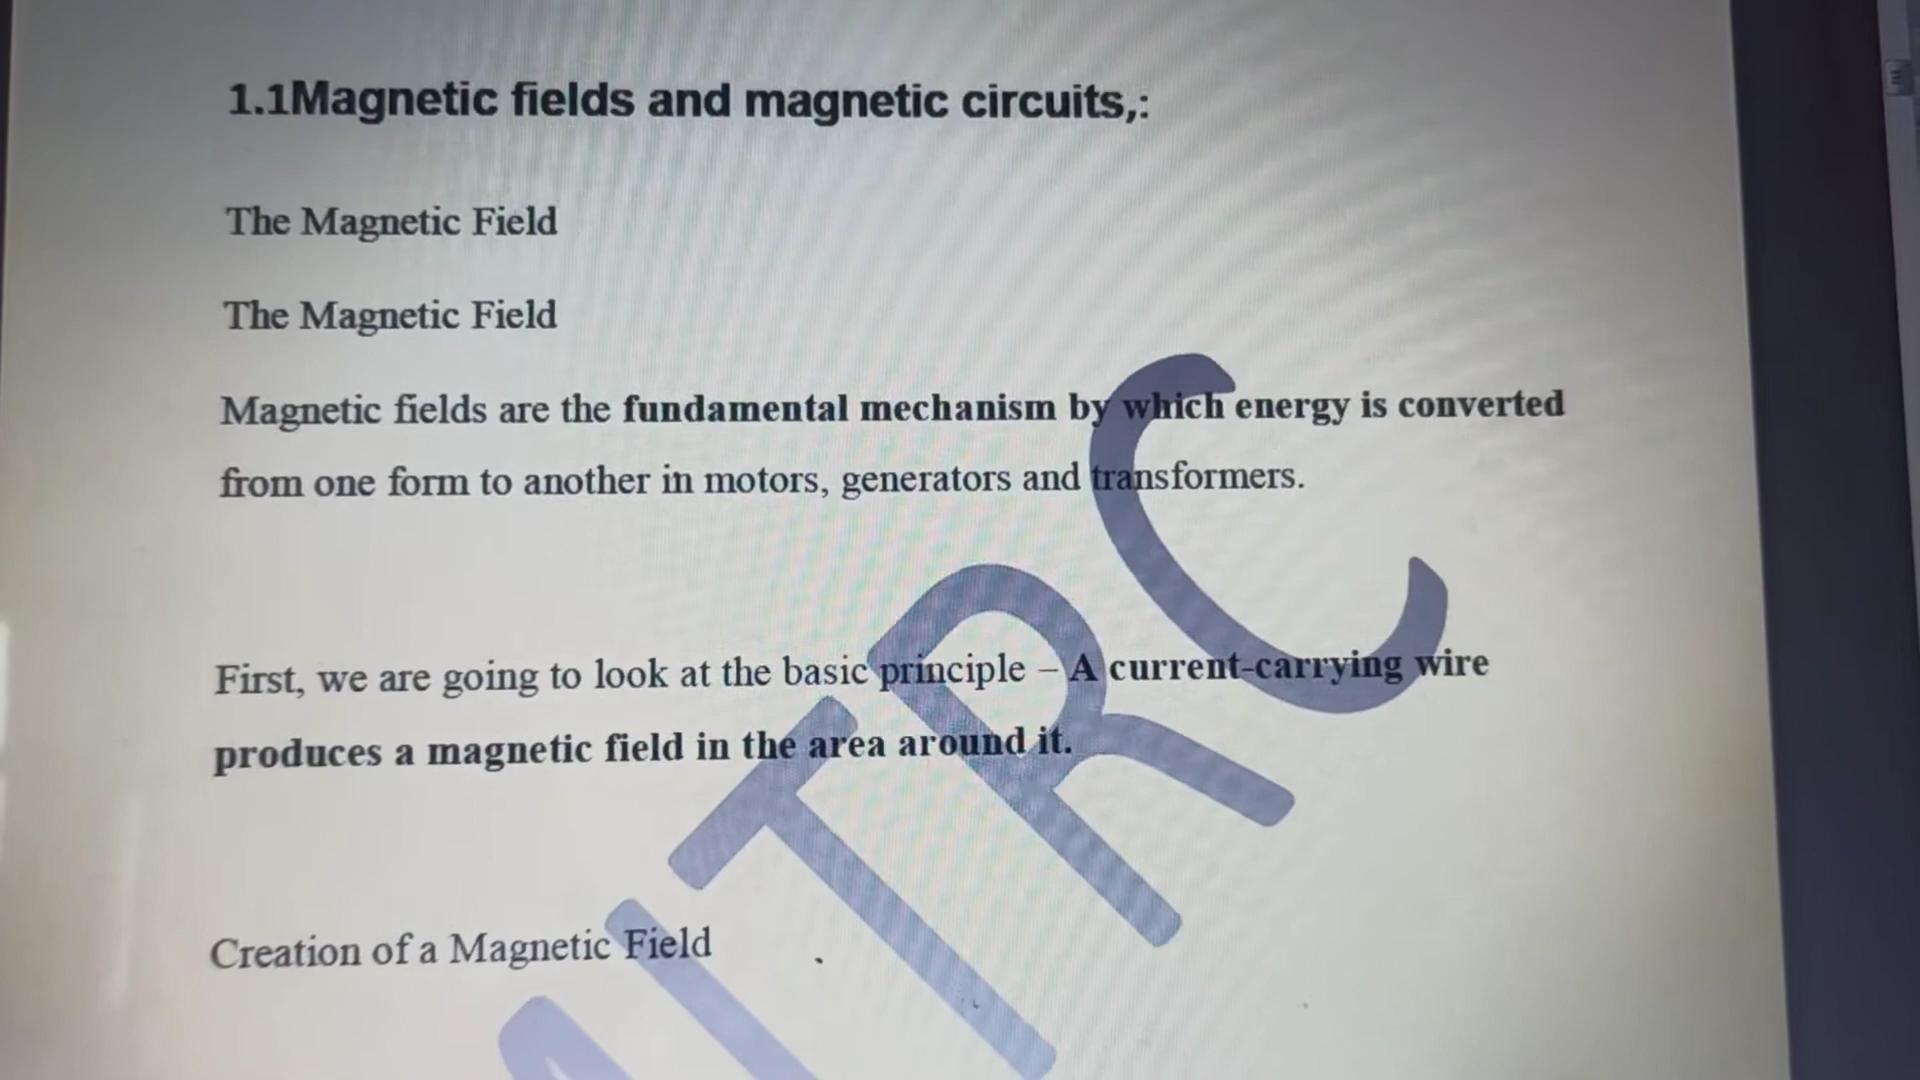 1.1Magnetic fields and magnetic circuits,:
The Magnetic Field
The Magnetic Field
Magnetic fields are the fundamental mechanism by which energy is converted
from one form to another in motors, generators and transformers.
First, we are going to look at the basic principle – A current-carrying wire
produces a magnetic field in the area around it.
Creation of a Magnetic Field